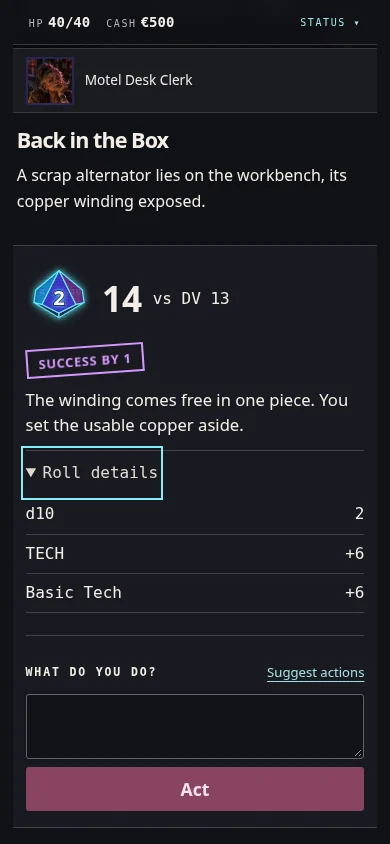 HP 40/40 CASH €500 STATUS ▾
Motel Desk Clerk
Back in the Box
A scrap alternator lies on the workbench, its
copper winding exposed.
2
14 vs DV 13
SUCCESS BY 1
The winding comes free in one piece. You
set the usable copper aside.
▼ Roll details
d10 2
TECH +6
Basic Tech +6
WHAT DO YOU DO? Suggest actions
Act